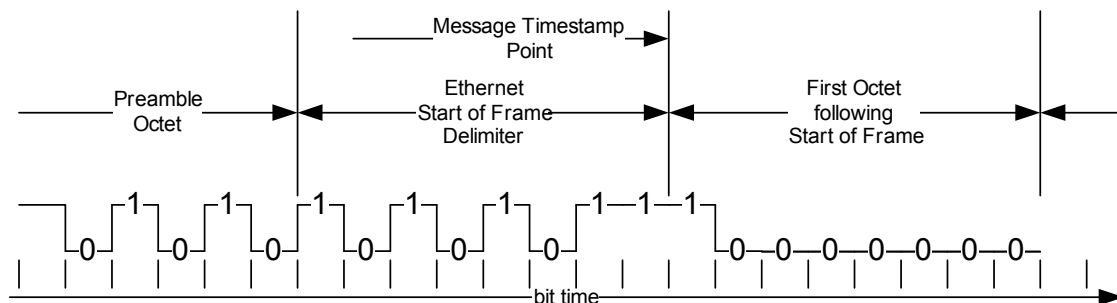 Message Timestamp
Point
Preamble
Octet
Ethernet
Start of Frame
Delimiter
First Octet
following
Start of Frame
0 1 0 1 0 1 0 1 0 1 0 1 1 1 0 0 0 0 0 0 0
bit time